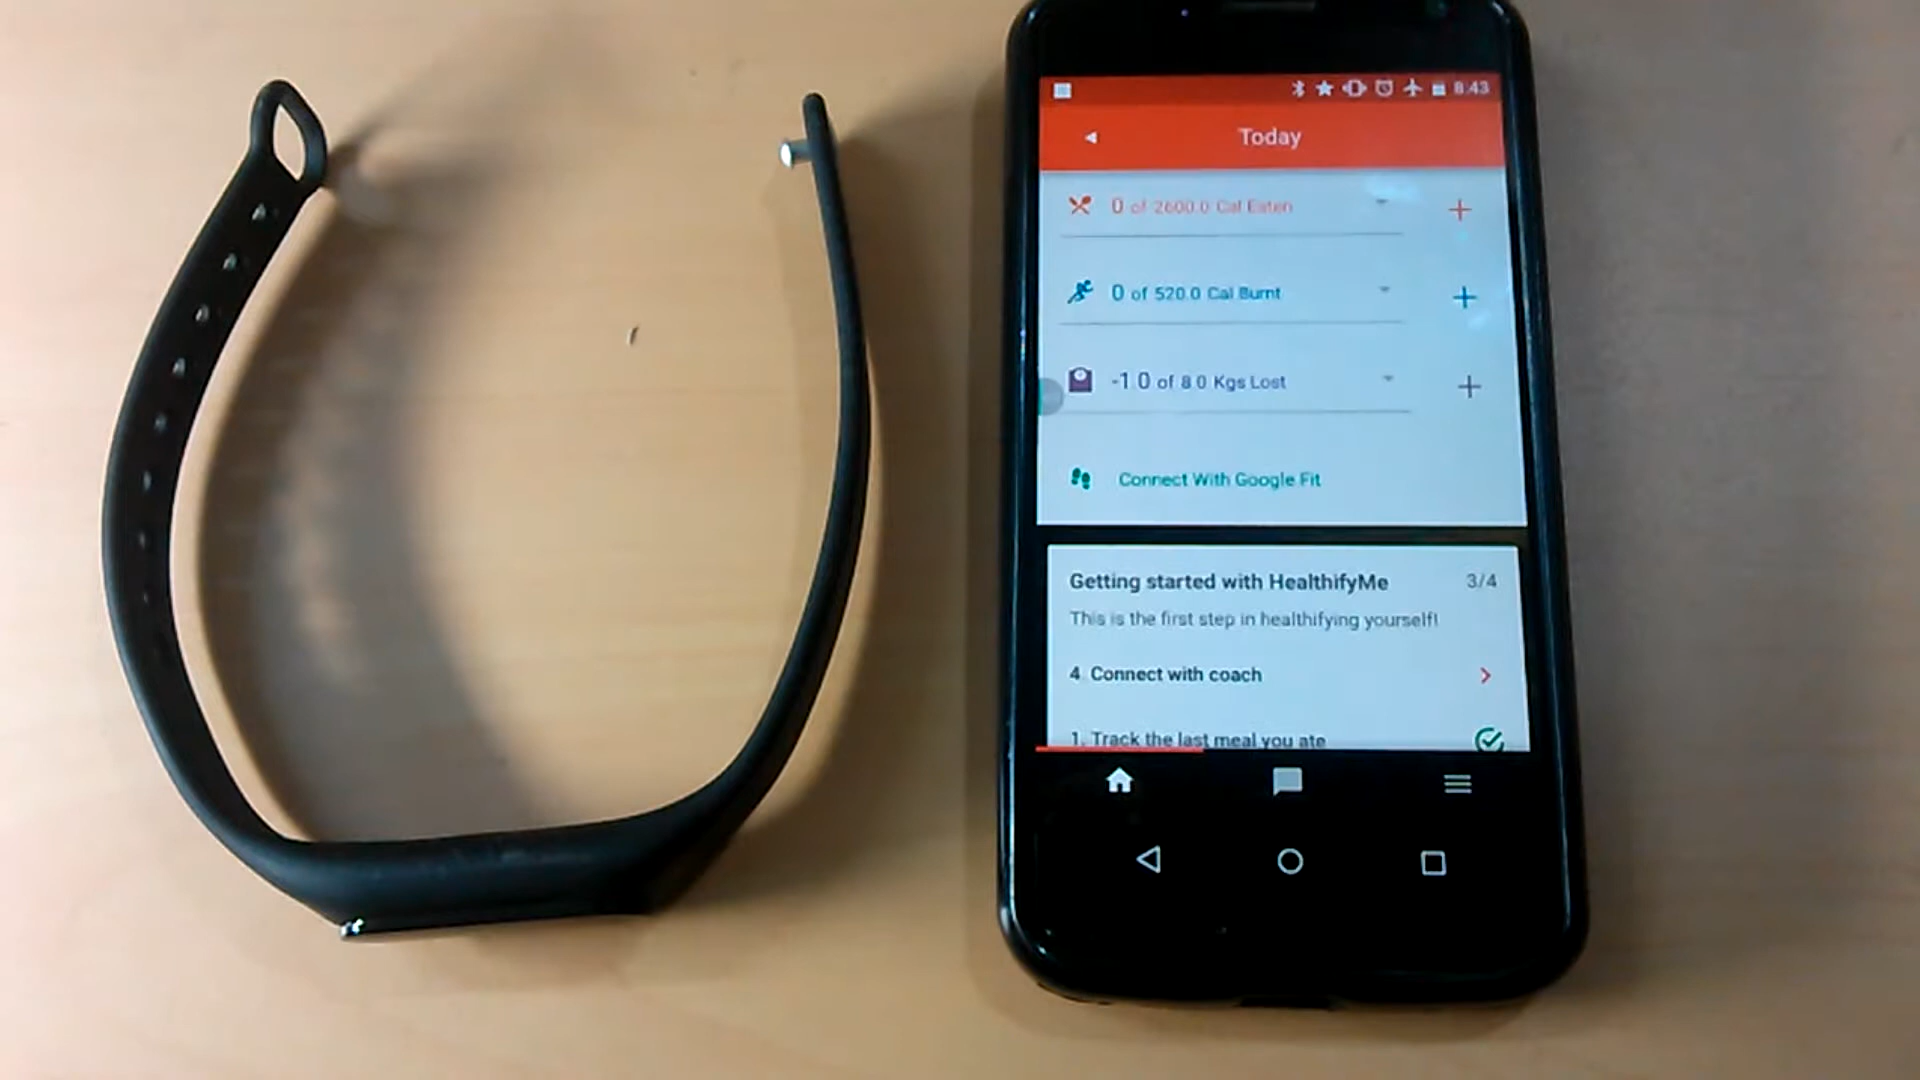 8:43
Today
0 of 2600.0 Cal Eaten
0 of 520.0 Cal Burnt
-1.0 of 8.0 Kgs Lost
Connect With Google Fit
Getting started with HealthifyMe 3/4
This is the first step in healthifying yourself!
4 Connect with coach
1. Track the last meal you ate